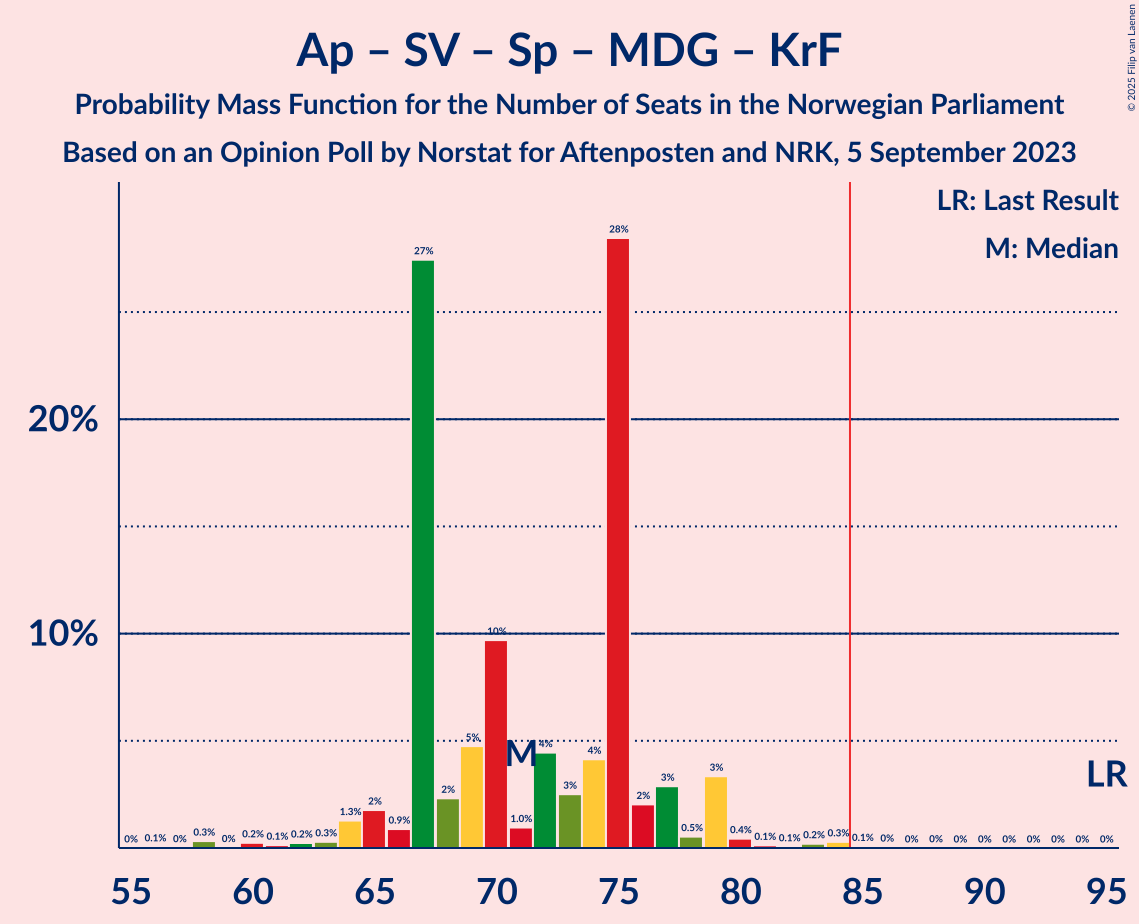 Ap – SV – Sp – MDG – KrF
Probability Mass Function for the Number of Seats in the Norwegian Parliament
Based on an Opinion Poll by Norstat for Aftenposten and NRK, 5 September 2023
© 2025 Filip van Laenen
LR: Last Result
M: Median
20%
10%
0% 0.1% 0% 0.3% 0% 0.2% 0.1% 0.2% 0.3% 1.3% 2% 0.9% 27% 2% 5% 10% 1.0% 4% 3% 4% 28% 2% 3% 0.5% 3% 0.4% 0.1% 0.1% 0.2% 0.3% 0.1% 0% 0% 0% 0% 0% 0% 0% 0% 0% 0%
M
LR
55 60 65 70 75 80 85 90 95